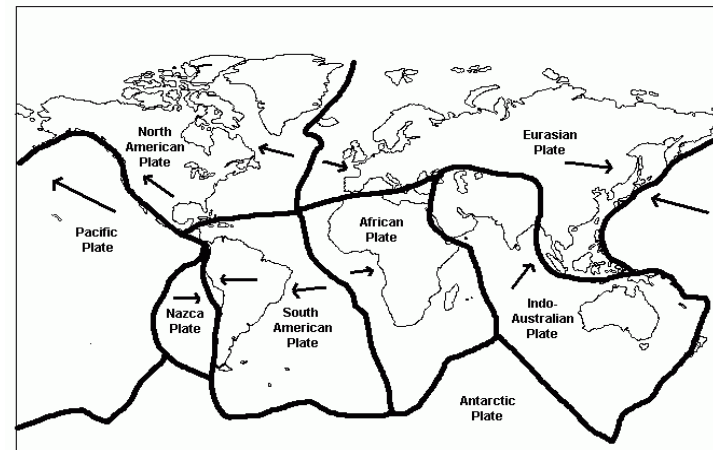 North
American
Plate
Eurasian
Plate
Pacific
Plate
African
Plate
Nazca
Plate
South
American
Plate
Indo-
Australian
Plate
Antarctic
Plate